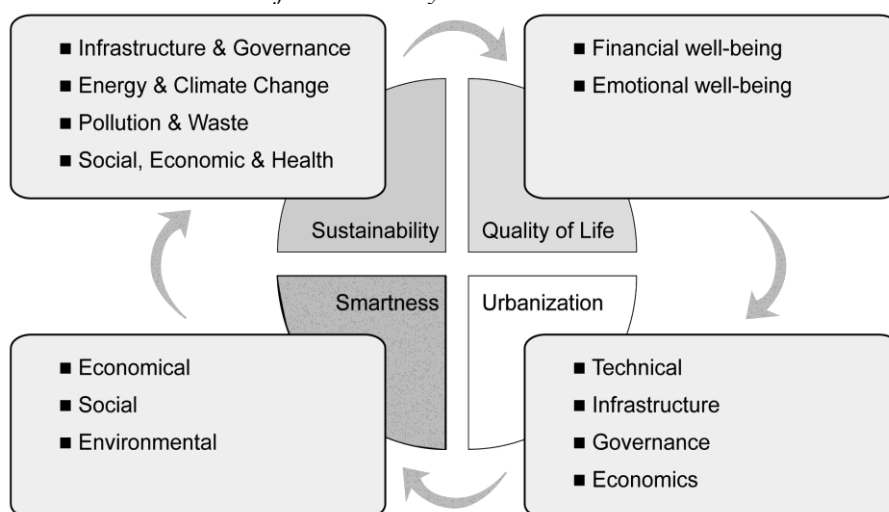 ■ Infrastructure & Governance
■ Energy & Climate Change
■ Pollution & Waste
■ Social, Economic & Health
■ Financial well-being
■ Emotional well-being
Sustainability
Quality of Life
Smartness
Urbanization
■ Economical
■ Social
■ Environmental
■ Technical
■ Infrastructure
■ Governance
■ Economics